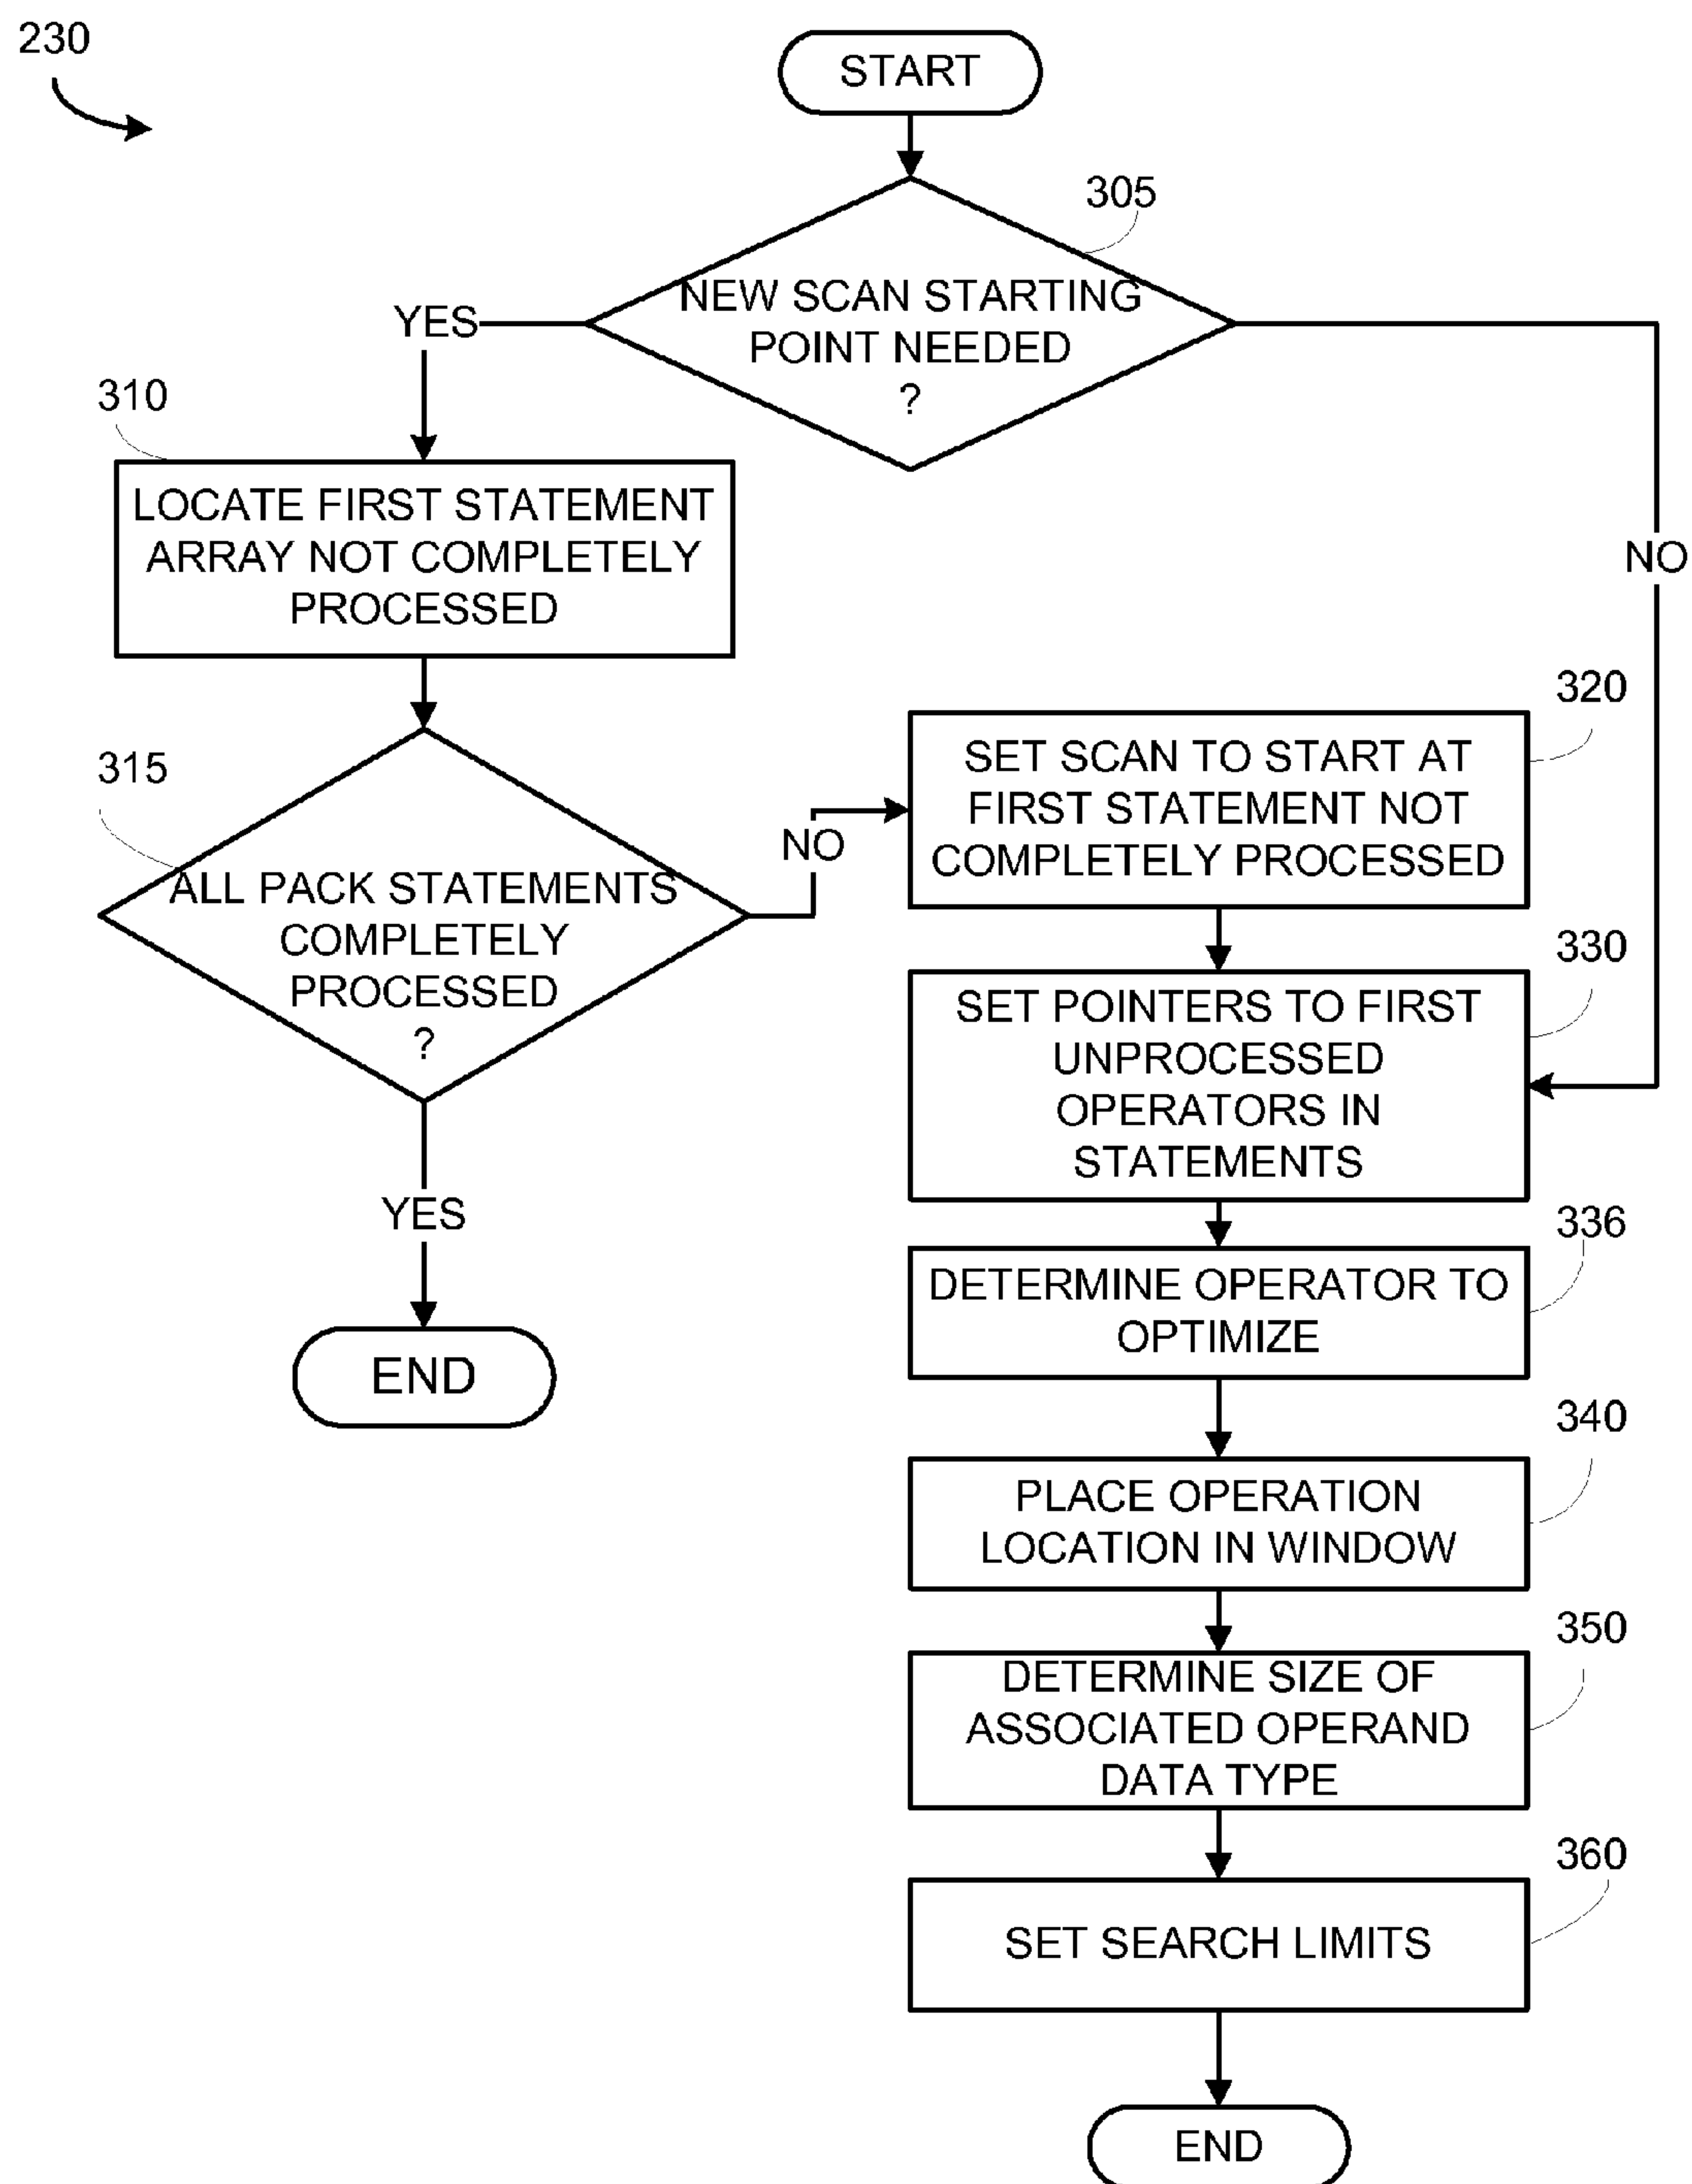 230
START
305
NEW SCAN STARTING
POINT NEEDED
?
YES
NO
310
LOCATE FIRST STATEMENT
ARRAY NOT COMPLETELY
PROCESSED
315
ALL PACK STATEMENTS
COMPLETELY
PROCESSED
?
NO
YES
END
320
SET SCAN TO START AT
FIRST STATEMENT NOT
COMPLETELY PROCESSED
330
SET POINTERS TO FIRST
UNPROCESSED
OPERATORS IN
STATEMENTS
336
DETERMINE OPERATOR TO
OPTIMIZE
340
PLACE OPERATION
LOCATION IN WINDOW
350
DETERMINE SIZE OF
ASSOCIATED OPERAND
DATA TYPE
360
SET SEARCH LIMITS
END